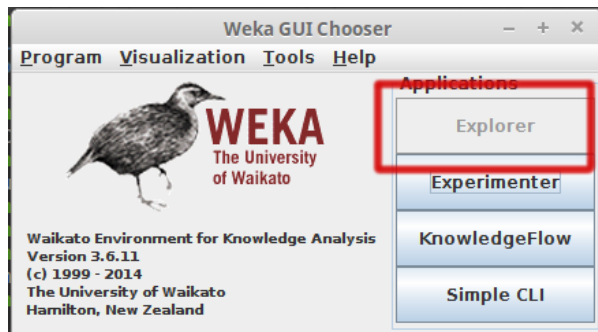 Weka GUI Chooser
Program Visualization Tools Help
Applications
WEKA
The University
of Waikato
Explorer
Experimenter
KnowledgeFlow
Simple CLI
Waikato Environment for Knowledge Analysis
Version 3.6.11
(c) 1999 - 2014
The University of Waikato
Hamilton, New Zealand